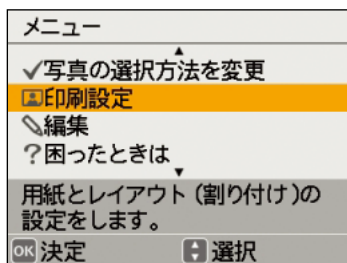 メニュー
写真の選択方法を変更
印刷設定
編集
?困ったときは
用紙とレイアウト（割り付け）の
設定をします。
OK 決定 選択